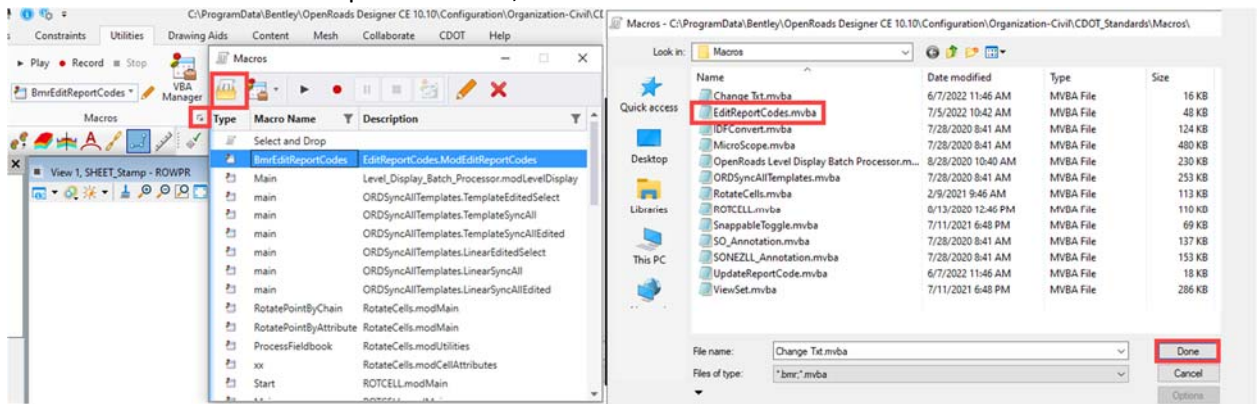 C:\ProgramData\Bentley\OpenRoads Designer CE 10.10\Configuration\Organization-Civil\CD
Constraints Utilities Drawing Aids Content Mesh Collaborate CDOT Help
Play Record Stop
BmrEditReportCodes
VBA Manager
Macros
View 1, SHEET_Stamp - ROWPR
Macros
Type Macro Name Description
Select and Drop
BmrEditReportCodes EditReportCodes.ModEditReportCodes
Main Level_Display_Batch_Processor.modLevelDisplay
main ORDSyncAllTemplates.TemplateEditedSelect
main ORDSyncAllTemplates.TemplateSyncAll
main ORDSyncAllTemplates.TemplateSyncAllEdited
main ORDSyncAllTemplates.LinearEditedSelect
main ORDSyncAllTemplates.LinearSyncAll
main ORDSyncAllTemplates.LinearSyncAllEdited
RotatePointByChain RotateCells.modMain
RotatePointByAttribute RotateCells.modMain
ProcessFieldbook RotateCells.modUtilities
xx RotateCells.modCellAttributes
Start ROTCELL.modMain
Macros - C:\ProgramData\Bentley\OpenRoads Designer CE 10.10\Configuration\Organization-Civil\CDOT_Standards\Macros\
Look in: Macros
Quick access
Desktop
Libraries
This PC
Name Date modified Type Size
Change Txt.mvba 6/7/2022 11:46 AM MVBA File 16 KB
EditReportCodes.mvba 7/5/2022 10:42 AM MVBA File 48 KB
IDFConvert.mvba 7/28/2020 8:41 AM MVBA File 124 KB
MicroScope.mvba 7/28/2020 8:41 AM MVBA File 480 KB
OpenRoads Level Display Batch Processor.m... 8/28/2020 10:40 AM MVBA File 230 KB
ORDSyncAllTemplates.mvba 7/28/2020 8:41 AM MVBA File 253 KB
RotateCells.mvba 2/9/2021 9:46 AM MVBA File 113 KB
ROTCELL.mvba 8/13/2020 12:46 PM MVBA File 110 KB
SnappableToggle.mvba 7/11/2021 6:48 PM MVBA File 69 KB
SO_Annotation.mvba 7/28/2020 8:41 AM MVBA File 137 KB
SONEZLL_Annotation.mvba 7/28/2020 8:41 AM MVBA File 153 KB
UpdateReportCode.mvba 6/7/2022 11:46 AM MVBA File 18 KB
ViewSet.mvba 7/11/2021 6:48 PM MVBA File 286 KB
File name: Change Txt.mvba Done
Files of type: *.bmr;*.mvba Cancel
Options